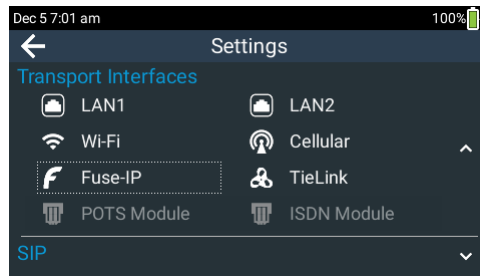 Dec 5 7:01 am 100%
Settings
Transport Interfaces
LAN1 LAN2
Wi-Fi Cellular
Fuse-IP TieLink
POTS Module ISDN Module
SIP